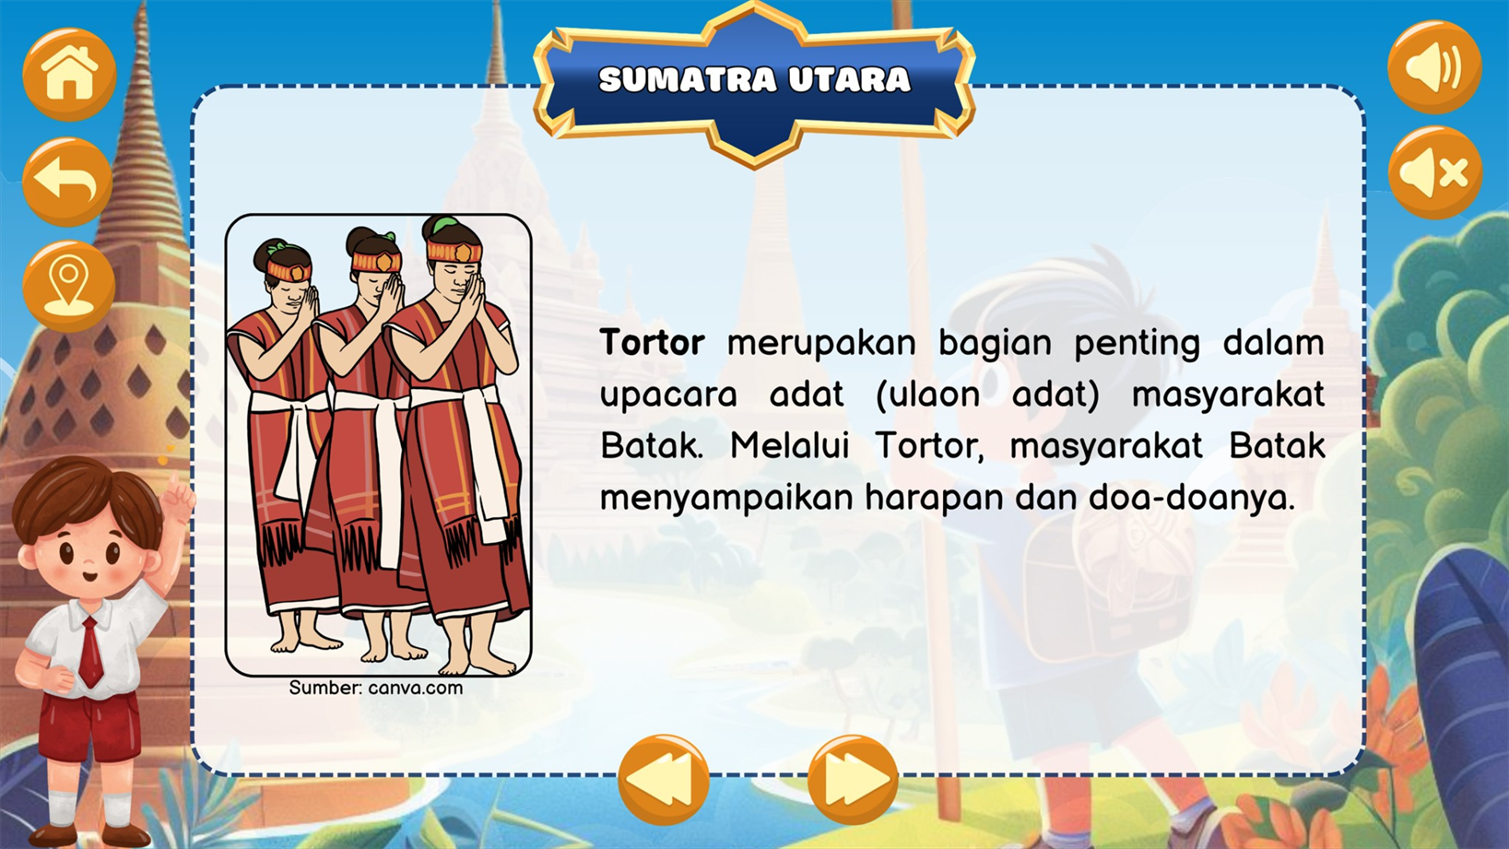 SUMATRA UTARA
Tortor merupakan bagian penting dalam
upacara adat (ulaon adat) masyarakat
Batak. Melalui Tortor, masyarakat Batak
menyampaikan harapan dan doa-doanya.
Sumber: canva.com